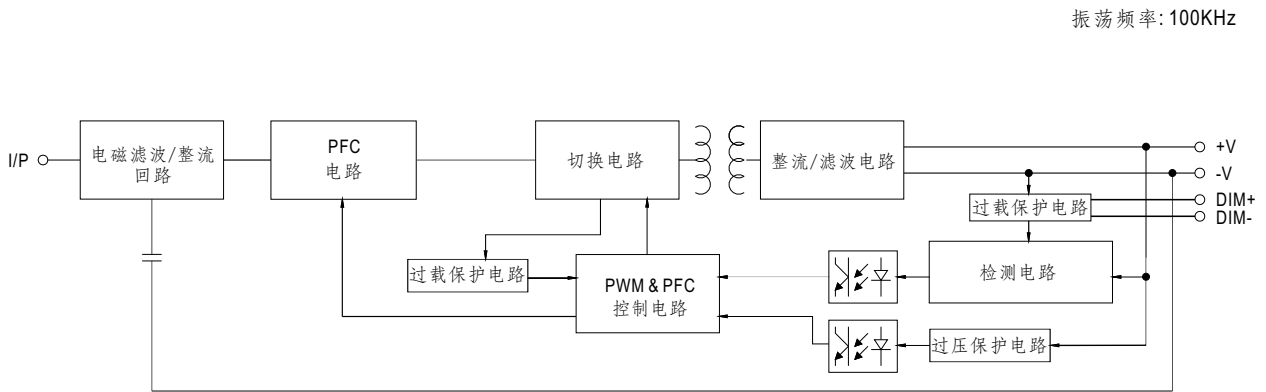 振荡频率: 100KHz
I/P
电磁滤波/整流
回路
PFC
电路
切换电路
整流/滤波电路
+V
-V
DIM+
DIM-
过载保护电路
过载保护电路
PWM & PFC
控制电路
检测电路
过压保护电路